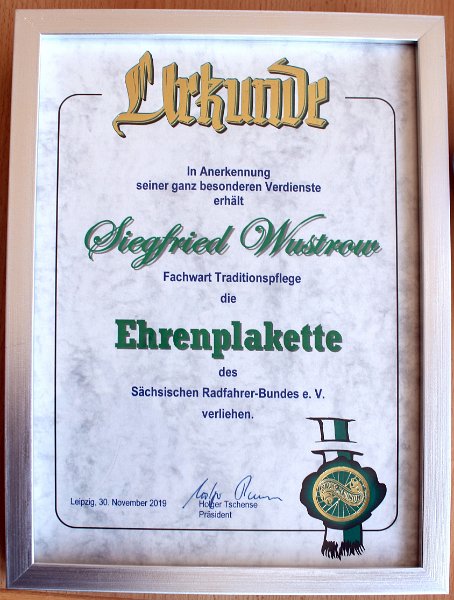 Urkunde
In Anerkennung
seiner ganz besonderen Verdienste
erhält
Siegfried Wustrow
Fachwart Traditionspflege
die
Ehrenplakette
des
Sächsischen Radfahrer-Bundes e. V.
verliehen.
Leipzig, 30. November 2019
Holger Tschense
Präsident